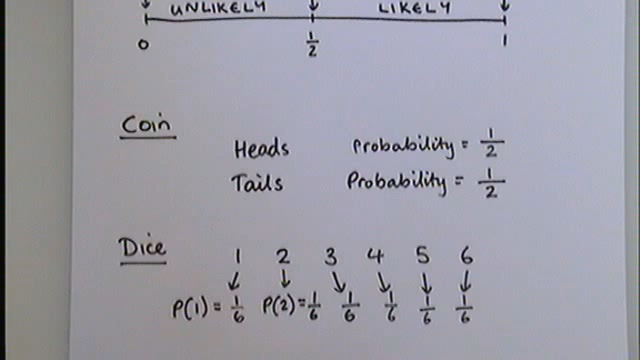 UNLIKELY LIKELY
0 1/2 1
Coin
Heads Probability = 1/2
Tails Probability = 1/2
Dice 1 2 3 4 5 6
P(1) = 1/6 P(2) = 1/6 1/6 1/6 1/6 1/6